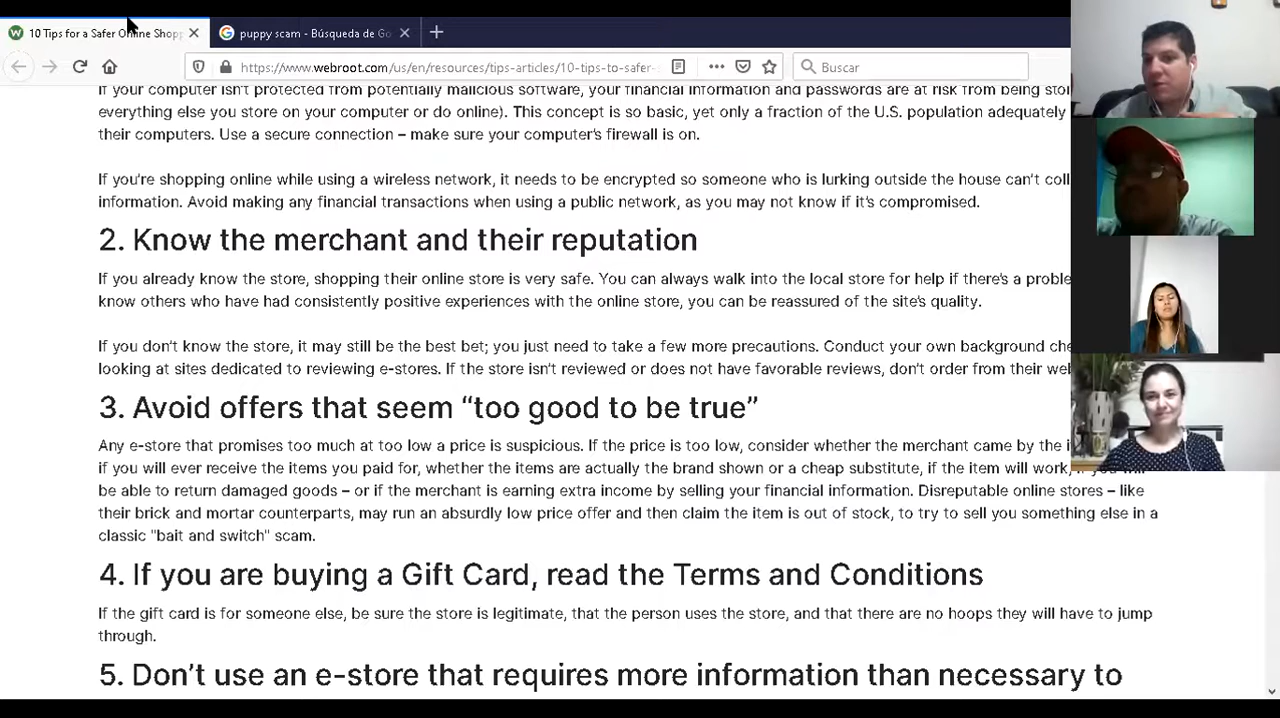 10 Tips for a Safer Online Shopp
puppy scam - Búsqueda de Go
https://www.webroot.com/us/en/resources/tips-articles/10-tips-to-safer-
Buscar
If your computer isn't protected from potentially malicious software, your financial information and passwords are at risk from being stol
everything else you store on your computer or do online). This concept is so basic, yet only a fraction of the U.S. population adequately
their computers. Use a secure connection – make sure your computer's firewall is on.
If you're shopping online while using a wireless network, it needs to be encrypted so someone who is lurking outside the house can't coll
information. Avoid making any financial transactions when using a public network, as you may not know if it's compromised.
2. Know the merchant and their reputation
If you already know the store, shopping their online store is very safe. You can always walk into the local store for help if there's a proble
know others who have had consistently positive experiences with the online store, you can be reassured of the site's quality.
If you don't know the store, it may still be the best bet; you just need to take a few more precautions. Conduct your own background che
looking at sites dedicated to reviewing e-stores. If the store isn't reviewed or does not have favorable reviews, don't order from their we
3. Avoid offers that seem “too good to be true”
Any e-store that promises too much at too low a price is suspicious. If the price is too low, consider whether the merchant came by the i
if you will ever receive the items you paid for, whether the items are actually the brand shown or a cheap substitute, if the item will work, if you will
be able to return damaged goods – or if the merchant is earning extra income by selling your financial information. Disreputable online stores – like
their brick and mortar counterparts, may run an absurdly low price offer and then claim the item is out of stock, to try to sell you something else in a
classic "bait and switch" scam.
4. If you are buying a Gift Card, read the Terms and Conditions
If the gift card is for someone else, be sure the store is legitimate, that the person uses the store, and that there are no hoops they will have to jump
through.
5. Don't use an e-store that requires more information than necessary to